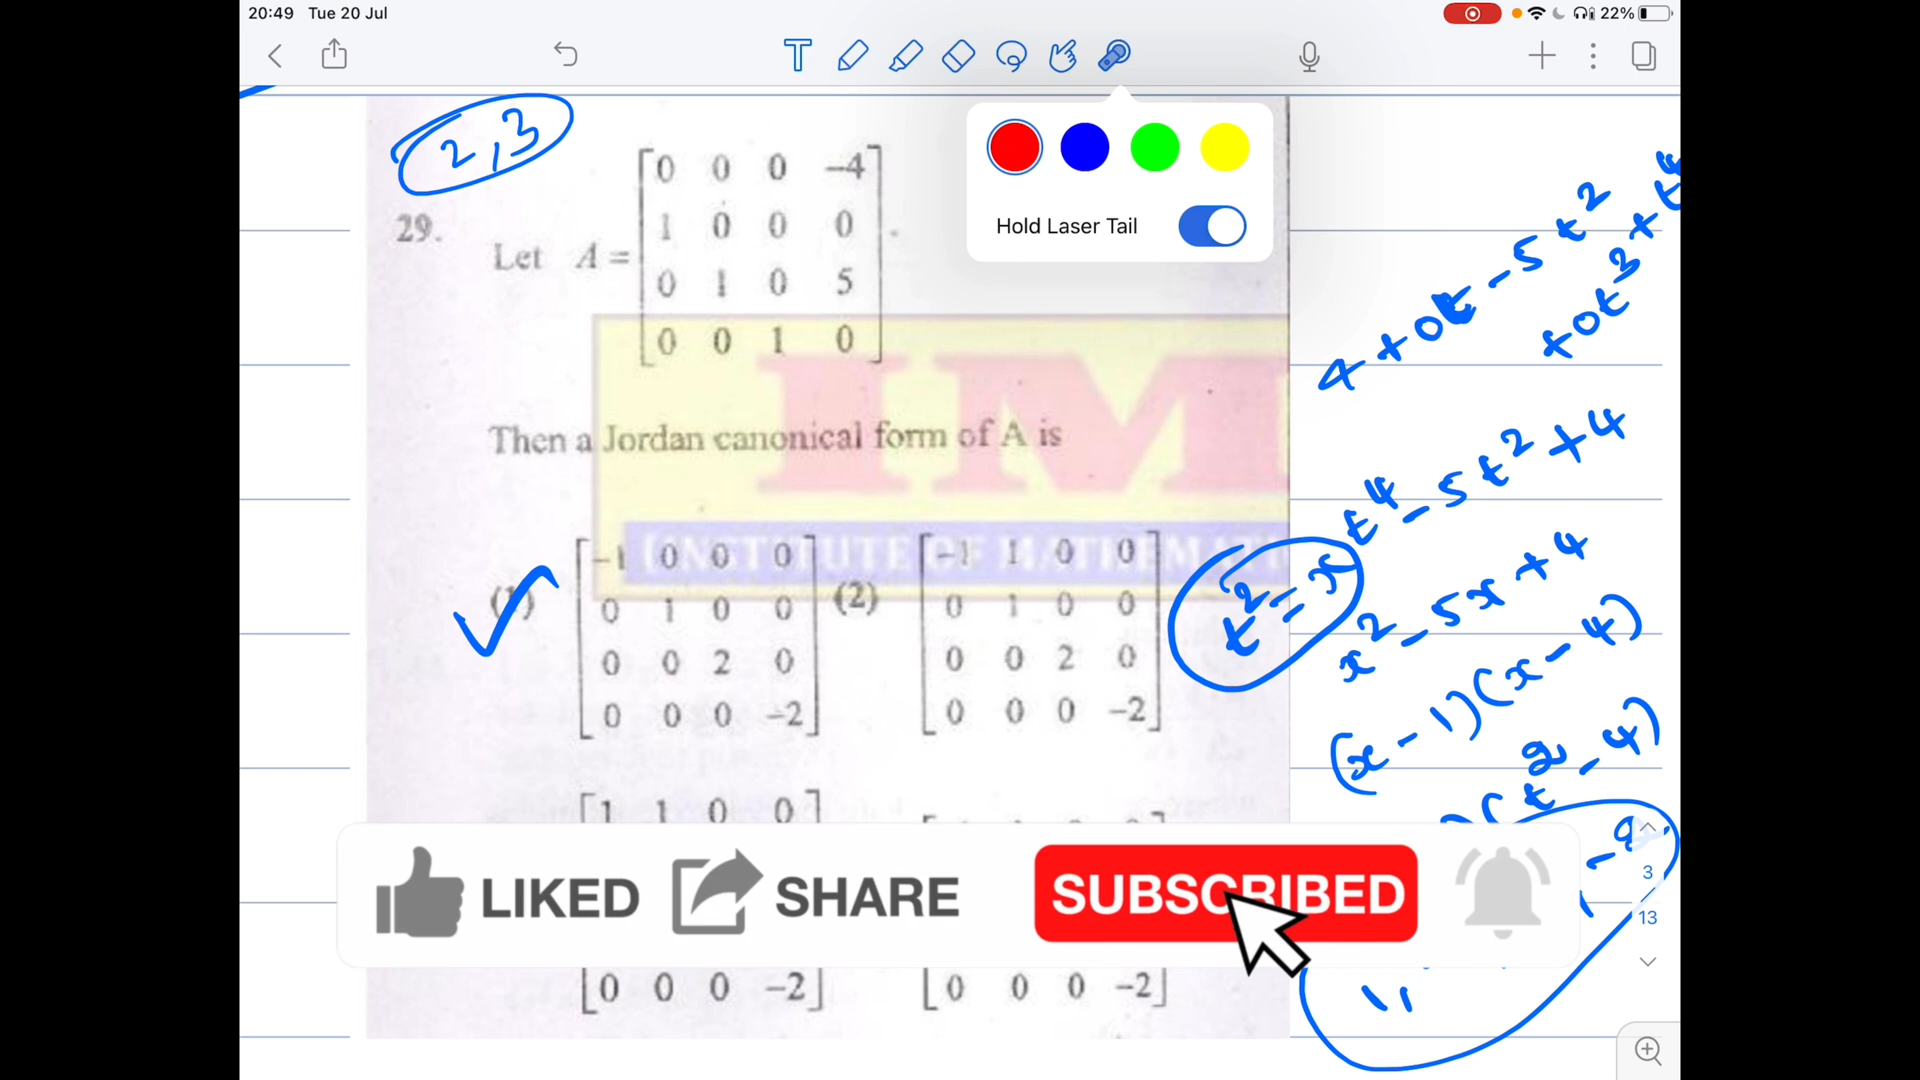 20:49 Tue 20 Jul
22%
T
Hold Laser Tail
2,3
29.
Let A =
0 0 0 -4
1 0 0 0
0 1 0 5
0 0 1 0
4+0t-5t²
+0t³+t⁴
IM
Then a Jordan canonical form of A is
t⁴-5t²+4
INSTITUTE OF MATHEMATI
(1)
-1 0 0 0
0 1 0 0
0 0 2 0
0 0 0 -2
(2)
-1 1 0 0
0 1 0 0
0 0 2 0
0 0 0 -2
t²=x
x²-5x+4
(x-1)(x-4)
1 1 0 0
LIKED
SHARE
SUBSCRIBED
3
13
0 0 0 -2
0 0 0 -2